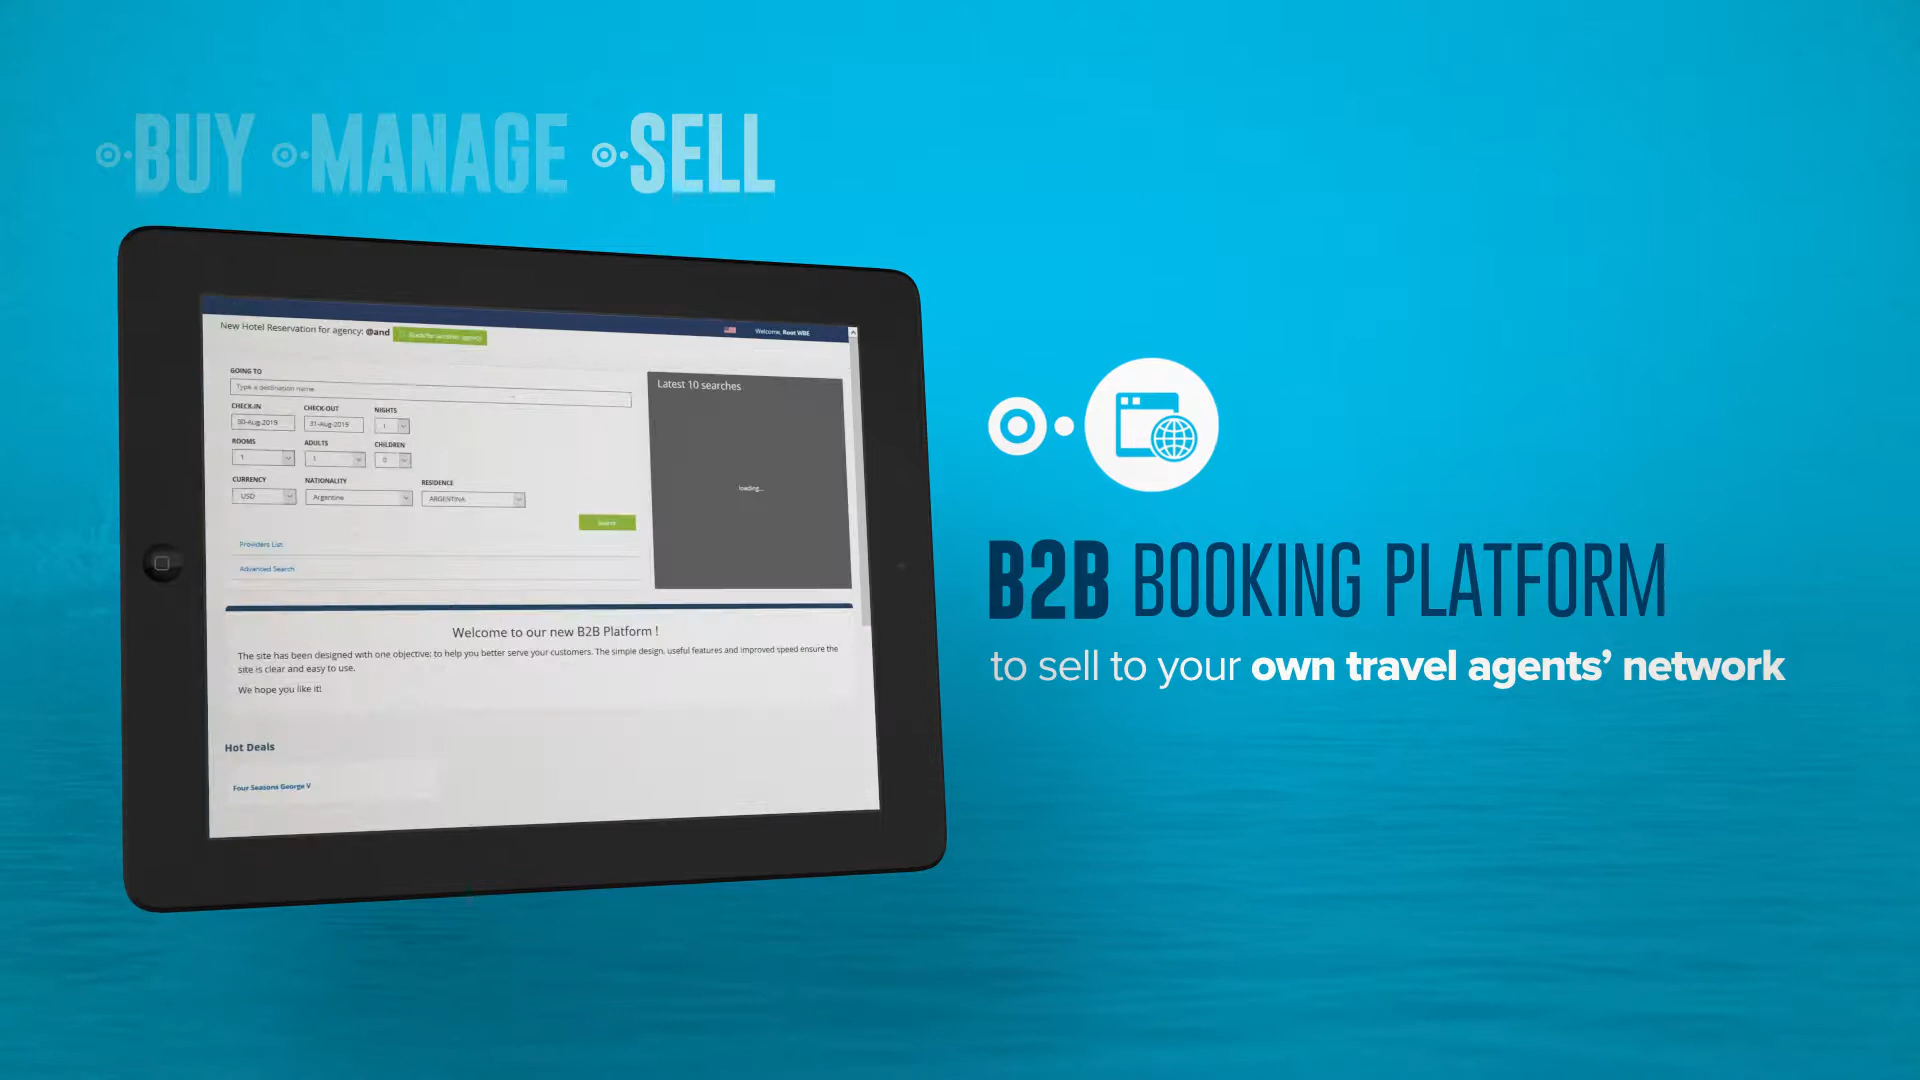 BUY MANAGE SELL
New Hotel Reservation for agency: @and
Welcome, Root WBE
GOING TO
Type a destination name
CHECK-IN CHECK-OUT NIGHTS
30-Aug-2019 31-Aug-2019 1
ROOMS ADULTS CHILDREN
1 1 0
CURRENCY NATIONALITY RESIDENCE
USD Argentine ARGENTINA
Search
Providers List
Advanced Search
Latest 10 searches
loading...
Welcome to our new B2B Platform !
The site has been designed with one objective: to help you better serve your customers. The simple design, useful features and improved speed ensure the
site is clear and easy to use.
We hope you like it!
Hot Deals
Four Seasons George V
B2B BOOKING PLATFORM
to sell to your own travel agents’ network